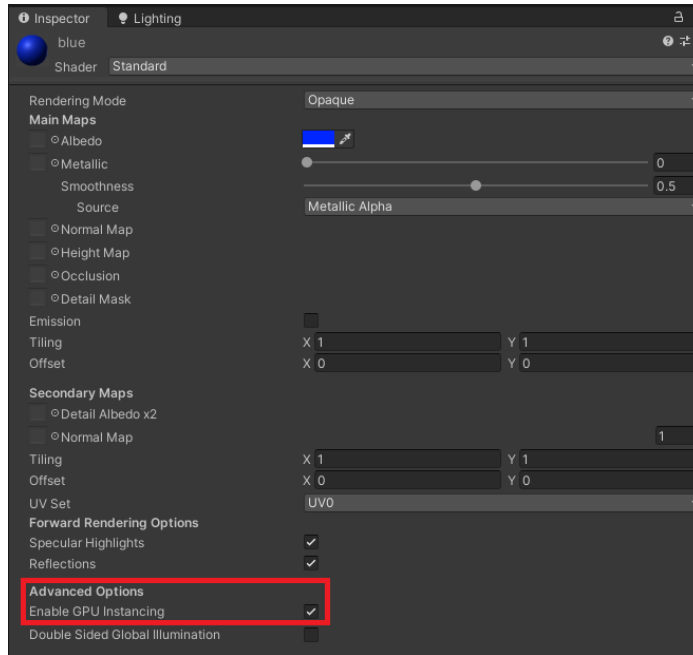 Inspector Lighting
blue
Shader Standard
Rendering Mode Opaque
Main Maps
Albedo
Metallic 0
Smoothness 0.5
Source Metallic Alpha
Normal Map
Height Map
Occlusion
Detail Mask
Emission
Tiling X 1 Y 1
Offset X 0 Y 0
Secondary Maps
Detail Albedo x2
Normal Map 1
Tiling X 1 Y 1
Offset X 0 Y 0
UV Set UV0
Forward Rendering Options
Specular Highlights
Reflections
Advanced Options
Enable GPU Instancing
Double Sided Global Illumination